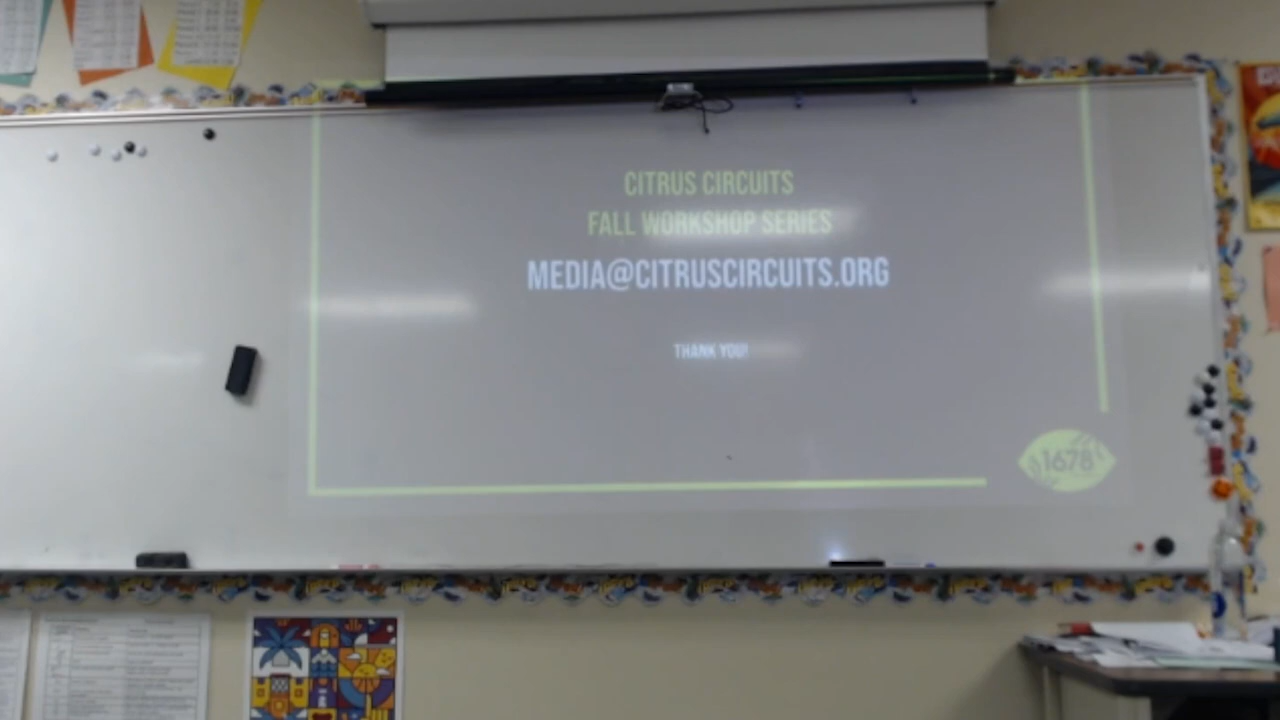 CITRUS CIRCUITS
FALL WORKSHOP SERIES
MEDIA@CITRUSCIRCUITS.ORG
THANK YOU!
1678